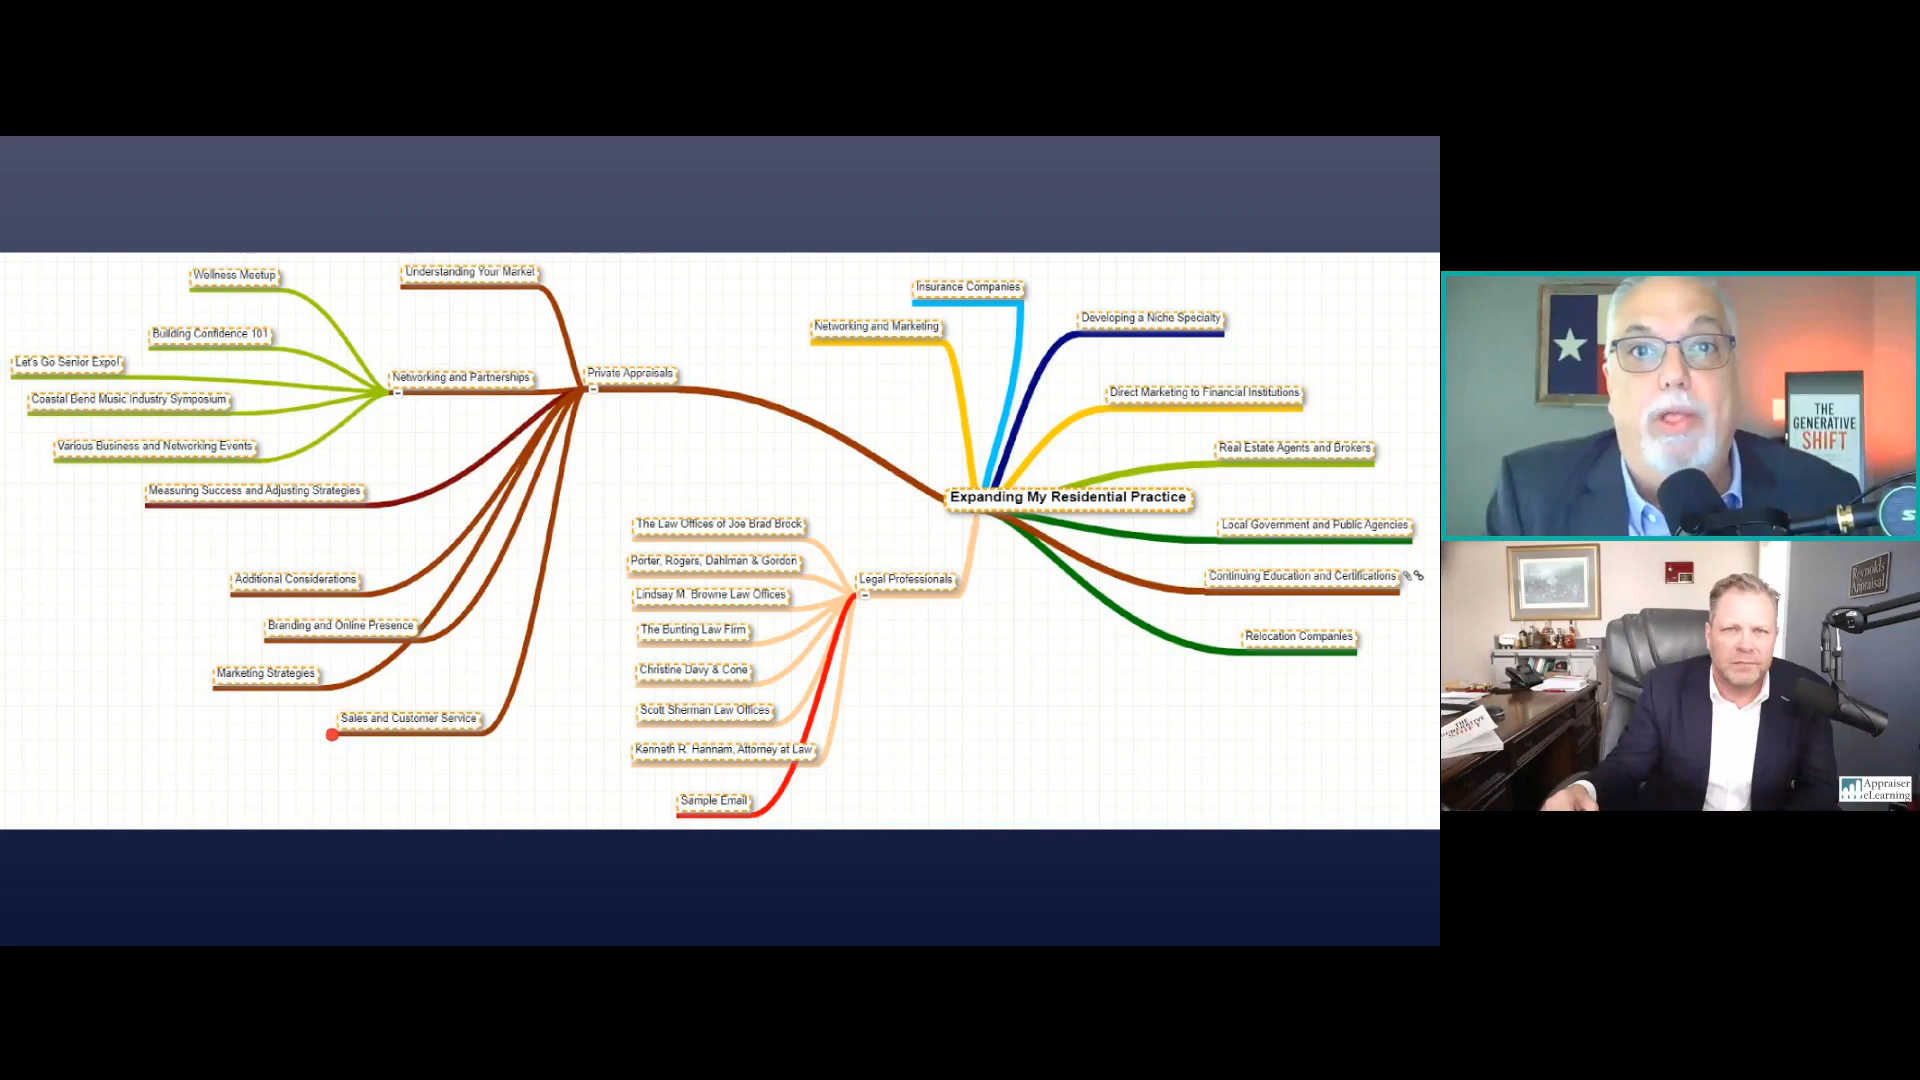 Wellness Meetup
Understanding Your Market
Building Confidence 101
Let's Go Senior Expo!
Networking and Partnerships
Private Appraisals
Coastal Bend Music Industry Symposium
Various Business and Networking Events
Measuring Success and Adjusting Strategies
Additional Considerations
Branding and Online Presence
Marketing Strategies
Sales and Customer Service
Insurance Companies
Networking and Marketing
Developing a Niche Specialty
Direct Marketing to Financial Institutions
Real Estate Agents and Brokers
Expanding My Residential Practice
Local Government and Public Agencies
Continuing Education and Certifications
Relocation Companies
Legal Professionals
The Law Offices of Joe Brad Brock
Porter, Rogers, Dahlman & Gordon
Lindsay M. Browne Law Offices
The Bunting Law Firm
Christine Davy & Cone
Scott Sherman Law Offices
Kenneth R. Hannam, Attorney at Law
Sample Email
THE
GENERATIVE
SHIFT
S
Reynolds
Appraisal
THE
GENERATIVE
SHIFT
Appraiser
eLearning